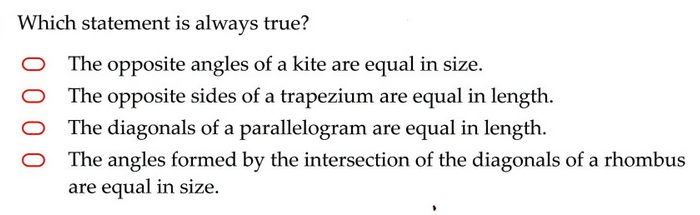 Which statement is always true?
The opposite angles of a kite are equal in size.
The opposite sides of a trapezium are equal in length.
The diagonals of a parallelogram are equal in length.
The angles formed by the intersection of the diagonals of a rhombus
are equal in size.